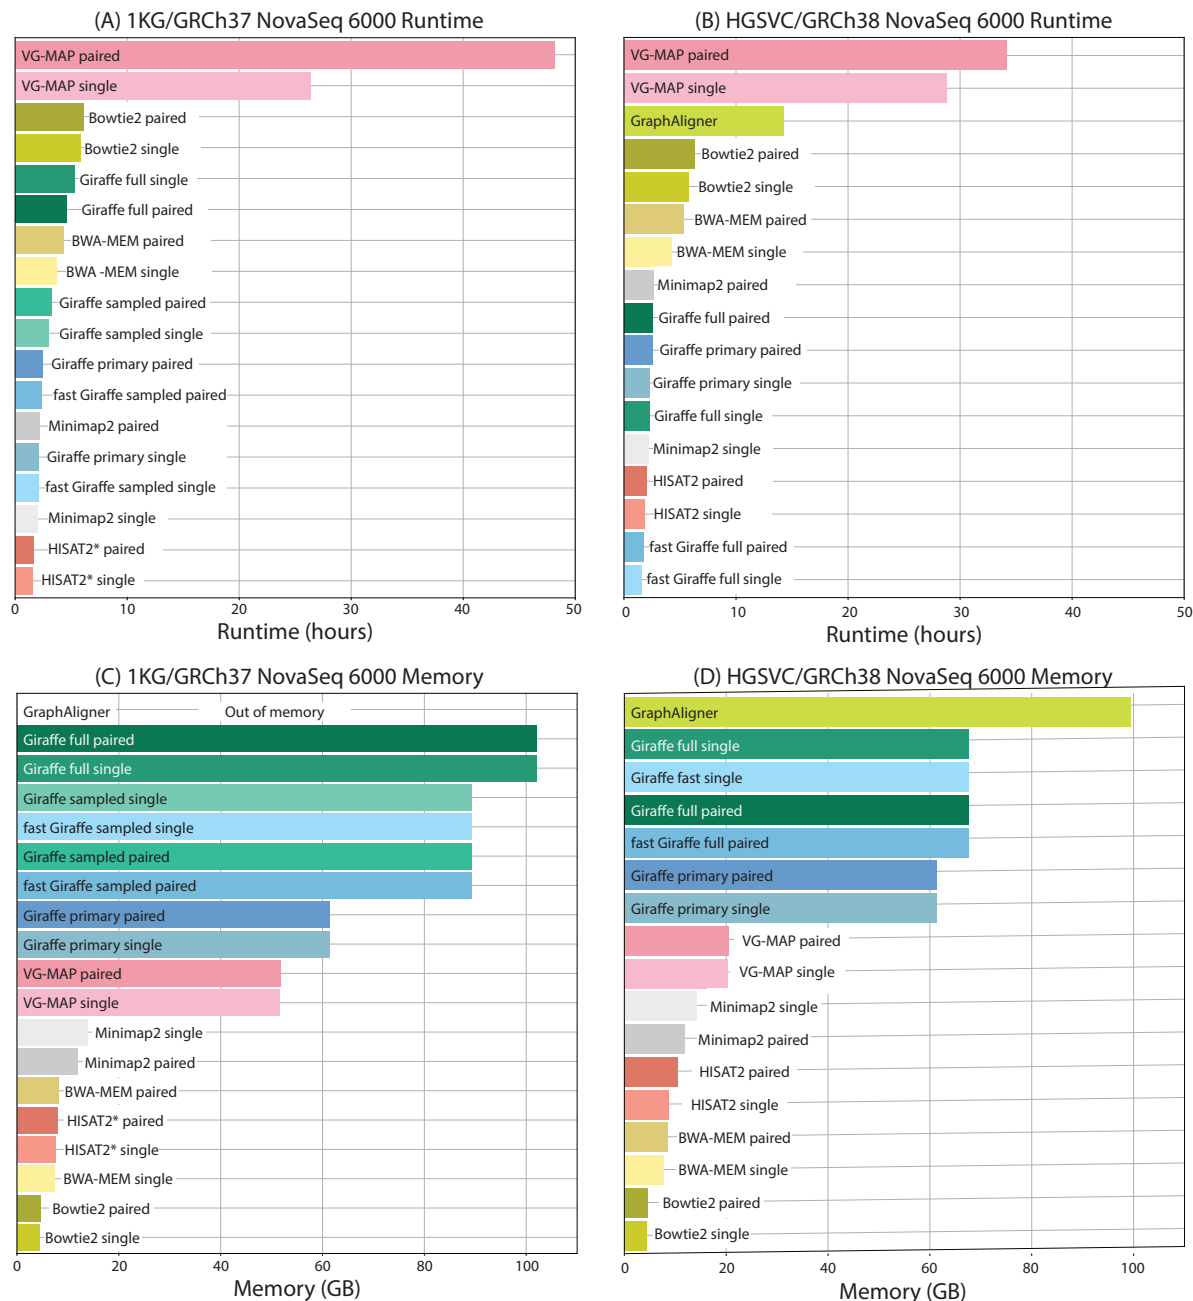 (A) 1KG/GRCh37 NovaSeq 6000 Runtime
VG-MAP paired
VG-MAP single
Bowtie2 paired
Bowtie2 single
Giraffe full single
Giraffe full paired
BWA-MEM paired
BWA -MEM single
Giraffe sampled paired
Giraffe sampled single
Giraffe primary paired
fast Giraffe sampled paired
Minimap2 paired
Giraffe primary single
fast Giraffe sampled single
Minimap2 single
HISAT2* paired
HISAT2* single
0 10 20 30 40 50
Runtime (hours)
(B) HGSVC/GRCh38 NovaSeq 6000 Runtime
VG-MAP paired
VG-MAP single
GraphAligner
Bowtie2 paired
Bowtie2 single
BWA-MEM paired
BWA-MEM single
Minimap2 paired
Giraffe full paired
Giraffe primary paired
Giraffe primary single
Giraffe full single
Minimap2 single
HISAT2 paired
HISAT2 single
fast Giraffe full paired
fast Giraffe full single
0 10 20 30 40 50
Runtime (hours)
(C) 1KG/GRCh37 NovaSeq 6000 Memory
GraphAligner Out of memory
Giraffe full paired
Giraffe full single
Giraffe sampled single
fast Giraffe sampled single
Giraffe sampled paired
fast Giraffe sampled paired
Giraffe primary paired
Giraffe primary single
VG-MAP paired
VG-MAP single
Minimap2 single
Minimap2 paired
BWA-MEM paired
HISAT2* paired
HISAT2* single
BWA-MEM single
Bowtie2 paired
Bowtie2 single
0 20 40 60 80 100
Memory (GB)
(D) HGSVC/GRCh38 NovaSeq 6000 Memory
GraphAligner
Giraffe full single
Giraffe fast single
Giraffe full paired
fast Giraffe full paired
Giraffe primary paired
Giraffe primary single
VG-MAP paired
VG-MAP single
Minimap2 single
Minimap2 paired
HISAT2 paired
HISAT2 single
BWA-MEM paired
BWA-MEM single
Bowtie2 paired
Bowtie2 single
0 20 40 60 80 100
Memory (GB)